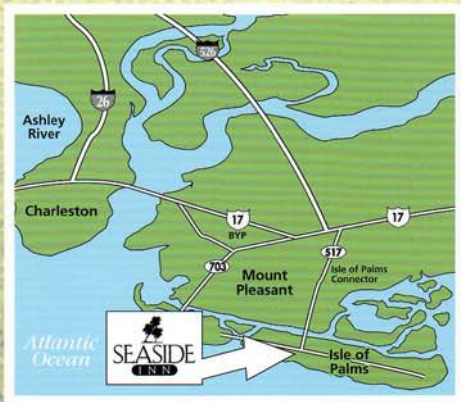 526
26
Ashley
River
Charleston
17
BYP
17
703
517
Mount
Pleasant
Isle of Palms
Connector
Atlantic
Ocean
SEASIDE
INN
Isle of
Palms